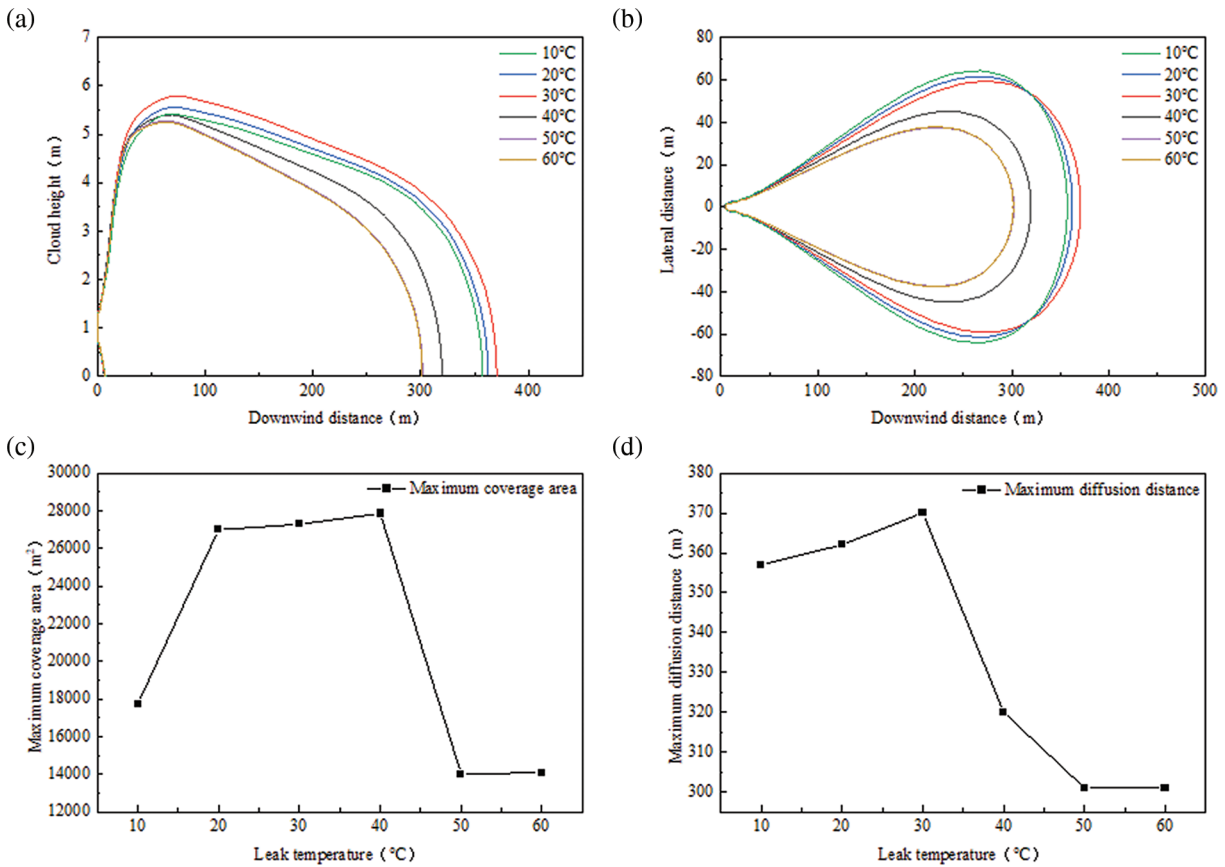 (a)
7
6
5
4
3
2
1
0
Cloud height（m）
0 100 200 300 400
Downwind distance（m）
10℃
20℃
30℃
40℃
50℃
60℃
(b)
80
60
40
20
0
-20
-40
-60
-80
Lateral distance（m）
0 100 200 300 400 500
Downwind distance（m）
10℃
20℃
30℃
40℃
50℃
60℃
(c)
30000
28000
26000
24000
22000
20000
18000
16000
14000
12000
Maximum coverage area（m²）
10 20 30 40 50 60
Leak temperature（℃）
Maximum coverage area
(d)
380
370
360
350
340
330
320
310
300
Maximum diffusion distance（m）
10 20 30 40 50 60
Leak temperature（℃）
Maximum diffusion distance